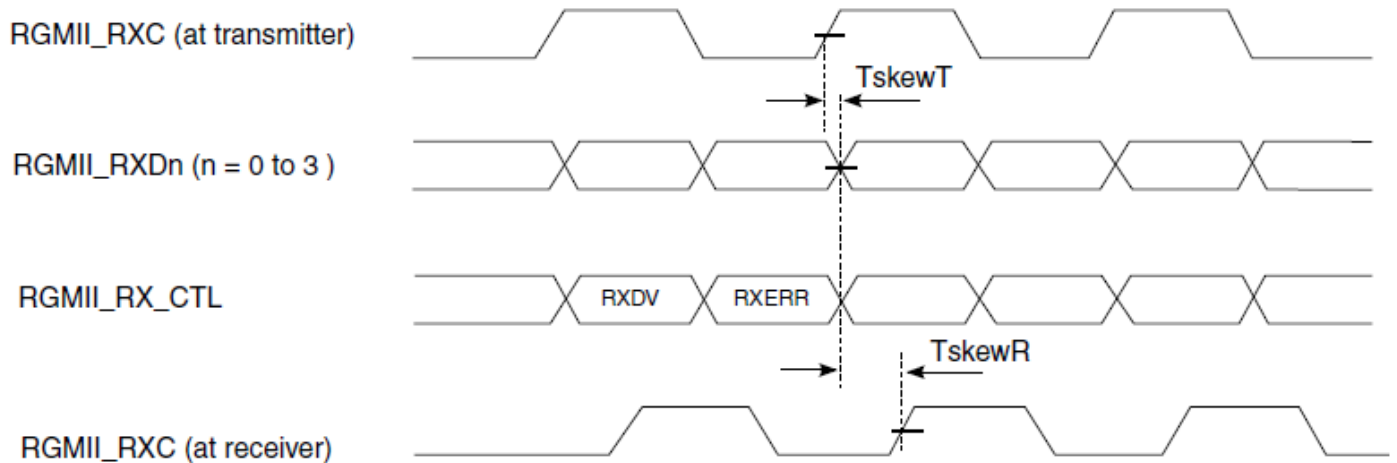 RGMII_RXC (at transmitter)
TskewT
RGMII_RXDn (n = 0 to 3 )
RGMII_RX_CTL
RXDV
RXERR
TskewR
RGMII_RXC (at receiver)